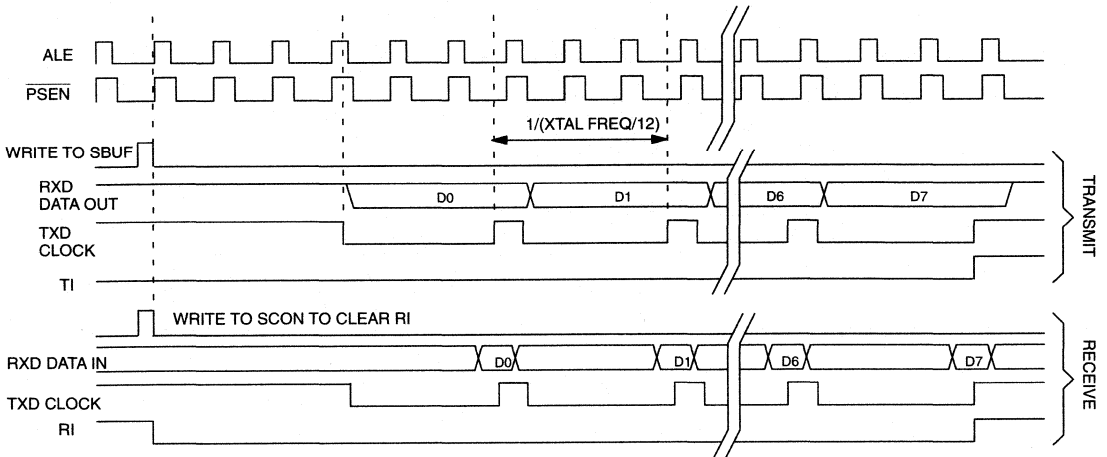 ALE
PSEN
1/(XTAL FREQ/12)
WRITE TO SBUF
RXD
DATA OUT
D0
D1
D6
D7
TXD
CLOCK
TI
TRANSMIT
WRITE TO SCON TO CLEAR RI
RXD DATA IN
D0
D1
D6
D7
TXD CLOCK
RI
RECEIVE